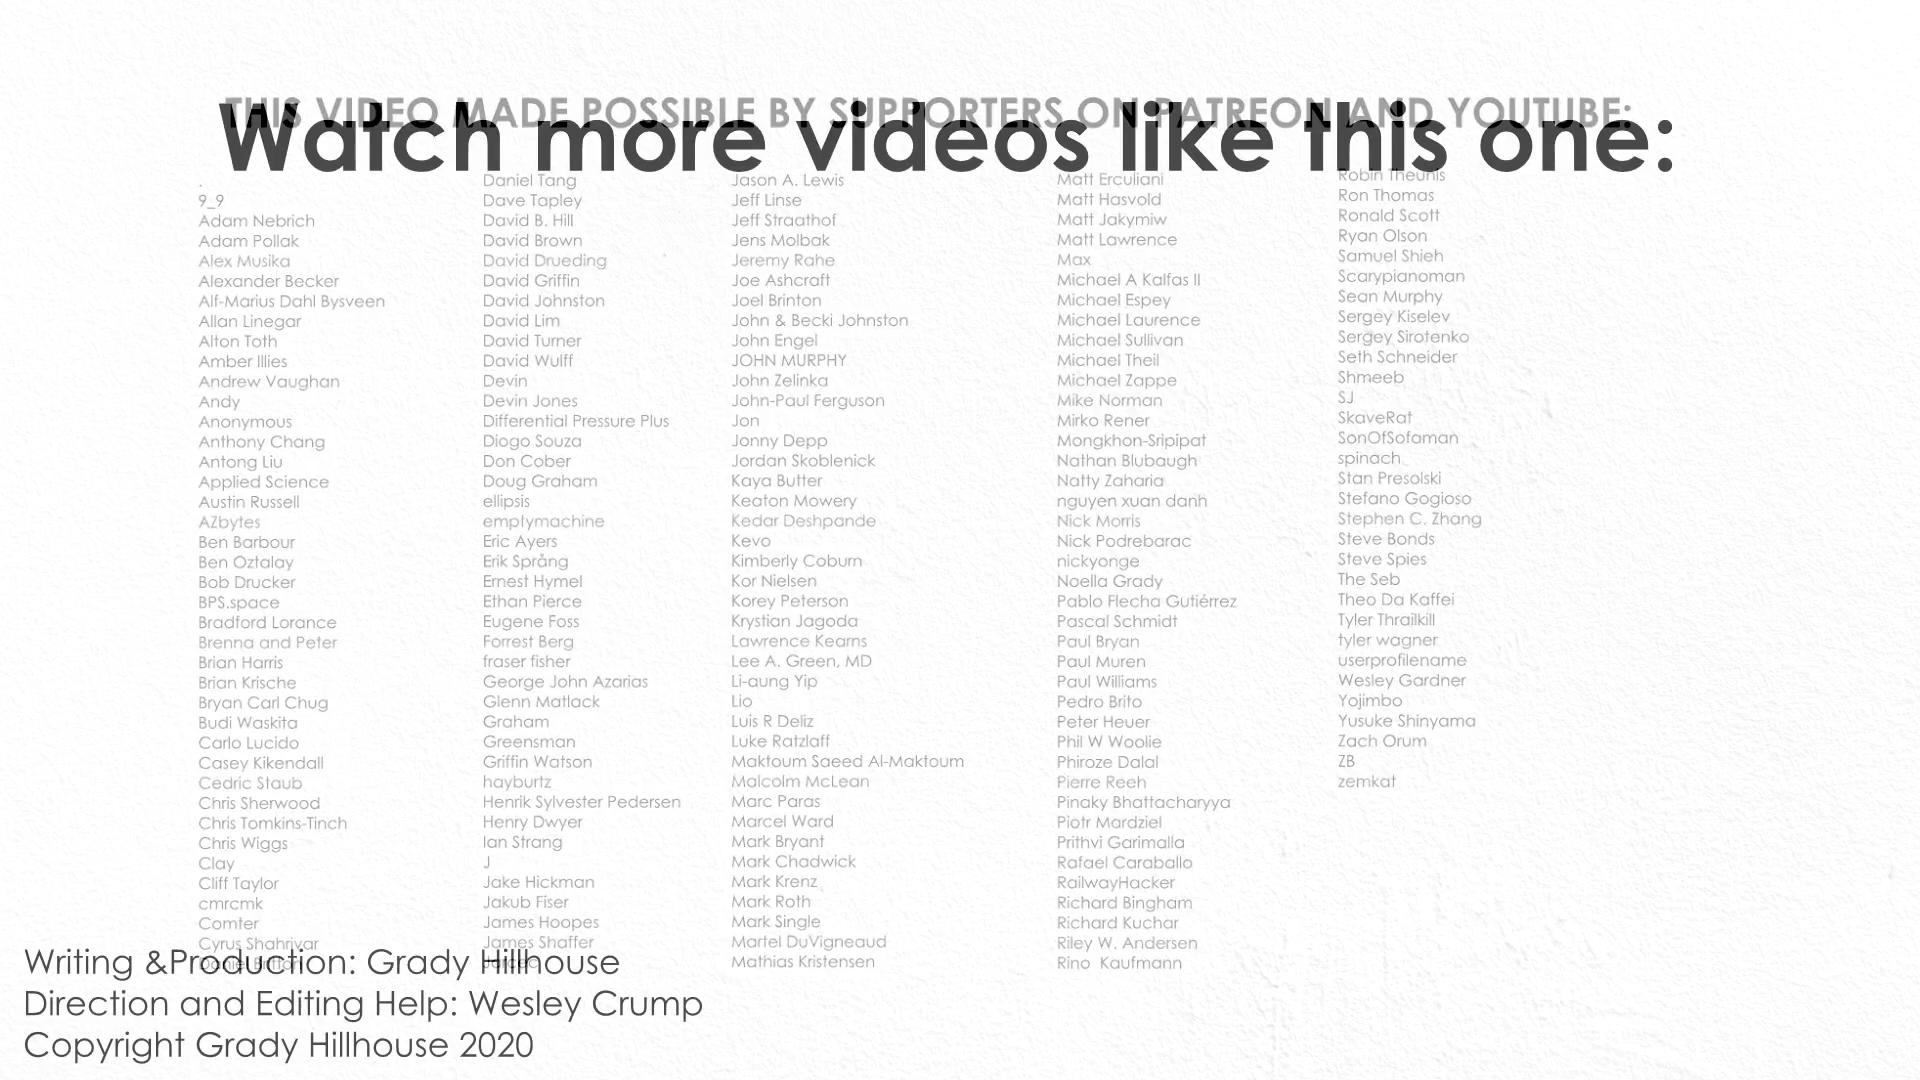 THIS VIDEO MADE POSSIBLE BY SUPPORTERS ON PATREON AND YOUTUBE:
Watch more videos like this one:
.
9_9
Adam Nebrich
Adam Pollak
Alex Musika
Alexander Becker
Alf-Marius Dahl Bysveen
Allan Linegar
Alton Toth
Amber Illies
Andrew Vaughan
Andy
Anonymous
Anthony Chang
Antong Liu
Applied Science
Austin Russell
AZbytes
Ben Barbour
Ben Oztalay
Bob Drucker
BPS.space
Bradford Lorance
Brenna and Peter
Brian Harris
Brian Krische
Bryan Carl Chug
Budi Waskita
Carlo Lucido
Casey Kikendall
Cedric Staub
Chris Sherwood
Chris Tomkins-Tinch
Chris Wiggs
Clay
Cliff Taylor
cmrcmk
Comter
Cyrus Shahrivar
Daniel Tang
Dave Tapley
David B. Hill
David Brown
David Drueding
David Griffin
David Johnston
David Lim
David Turner
David Wulff
Devin
Devin Jones
Differential Pressure Plus
Diogo Souza
Don Cober
Doug Graham
ellipsis
emplymachine
Eric Ayers
Erik Språng
Ernest Hymel
Ethan Pierce
Eugene Foss
Forrest Berg
fraser fisher
George John Azarias
Glenn Matlack
Graham
Greensman
Griffin Watson
hayburtz
Henrik Sylvester Pedersen
Henry Dwyer
Ian Strang
J
Jake Hickman
Jakub Fiser
James Hoopes
James Shaffer
Jason A. Lewis
Jeff Linse
Jeff Straathof
Jens Molbak
Jeremy Rahe
Joe Ashcraft
Joel Brinton
John & Becki Johnston
John Engel
JOHN MURPHY
John Zelinka
John-Paul Ferguson
Jon
Jonny Depp
Jordan Skoblenick
Kaya Butter
Keaton Mowery
Kedar Deshpande
Kevo
Kimberly Coburn
Kor Nielsen
Korey Peterson
Krystian Jagoda
Lawrence Kearns
Lee A. Green, MD
Li-aung Yip
Lio
Luis R Deliz
Luke Ratzlaff
Maktoum Saeed Al-Maktoum
Malcolm McLean
Marc Paras
Marcel Ward
Mark Bryant
Mark Chadwick
Mark Krenz
Mark Roth
Mark Single
Martel DuVigneaud
Mathias Kristensen
Matt Erculiani
Matt Hasvold
Matt Jakymiw
Matt Lawrence
Max
Michael A Kalfas II
Michael Espey
Michael Laurence
Michael Sullivan
Michael Theil
Michael Zappe
Mike Norman
Mirko Rener
Mongkhon-Sripipat
Nathan Blubaugh
Natty Zaharia
nguyen xuan danh
Nick Morris
Nick Podrebarac
nickyonge
Noella Grady
Pablo Flecha Gutiérrez
Pascal Schmidt
Paul Bryan
Paul Muren
Paul Williams
Pedro Brito
Peter Heuer
Phil W Woolie
Phiroze Dalal
Pierre Reeh
Pinaky Bhattacharyya
Piotr Mardziel
Prithvi Garimalla
Rafael Caraballo
RailwayHacker
Richard Bingham
Richard Kuchar
Riley W. Andersen
Rino Kaufmann
Robin Theunis
Ron Thomas
Ronald Scott
Ryan Olson
Samuel Shieh
Scarypianoman
Sean Murphy
Sergey Kiselev
Sergey Sirotenko
Seth Schneider
Shmeeb
SJ
SkaveRat
SonOfSofaman
spinach
Stan Presolski
Stefano Gogioso
Stephen C. Zhang
Steve Bonds
Steve Spies
The Seb
Theo Da Kaffei
Tyler Thrailkill
tyler wagner
userprofilename
Wesley Gardner
Yojimbo
Yusuke Shinyama
Zach Orum
ZB
zemkat
Writing &Production: Grady Hillhouse
Direction and Editing Help: Wesley Crump
Copyright Grady Hillhouse 2020